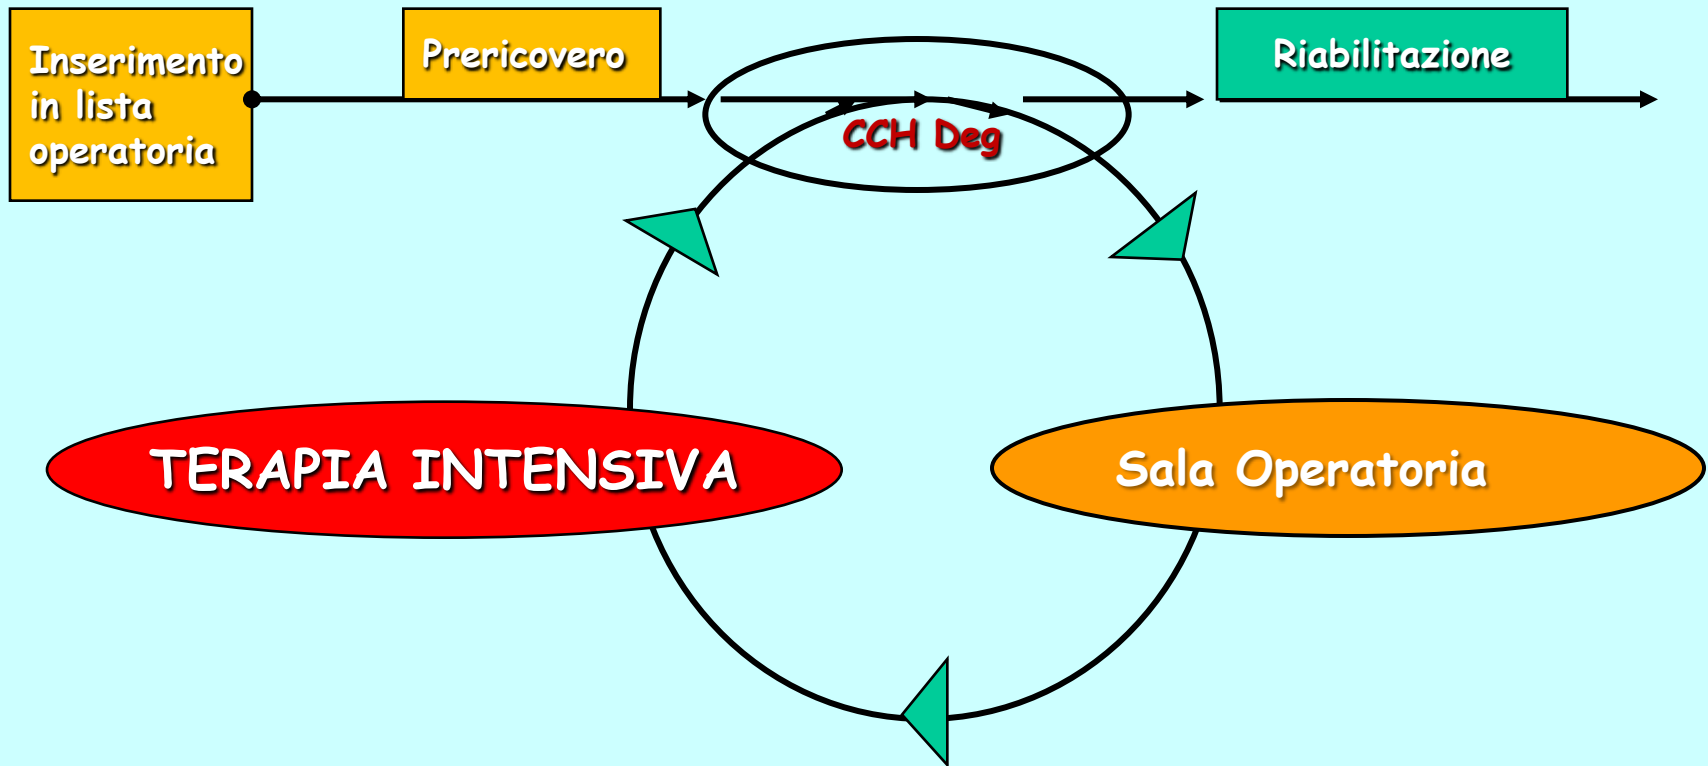 Inserimento
in lista
operatoria
Prericovero
CCH Deg
Riabilitazione
TERAPIA INTENSIVA
Sala Operatoria